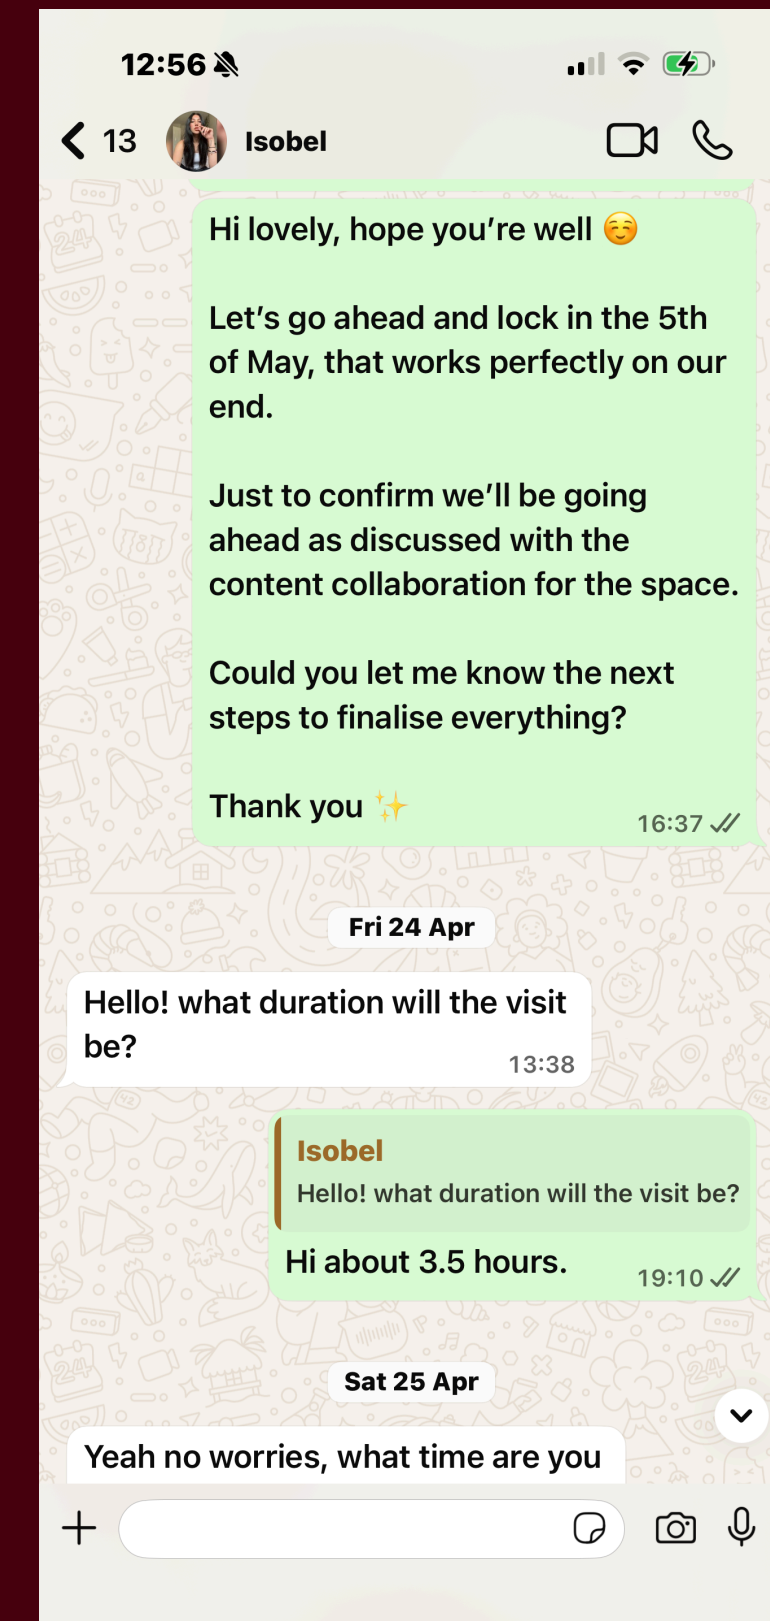 12:56
13 Isobel
Hi lovely, hope you’re well ☺️
Let’s go ahead and lock in the 5th
of May, that works perfectly on our
end.
Just to confirm we’ll be going
ahead as discussed with the
content collaboration for the space.
Could you let me know the next
steps to finalise everything?
Thank you ✨
16:37
Fri 24 Apr
Hello! what duration will the visit
be?
13:38
Isobel
Hello! what duration will the visit be?
Hi about 3.5 hours.
19:10
Sat 25 Apr
Yeah no worries, what time are you